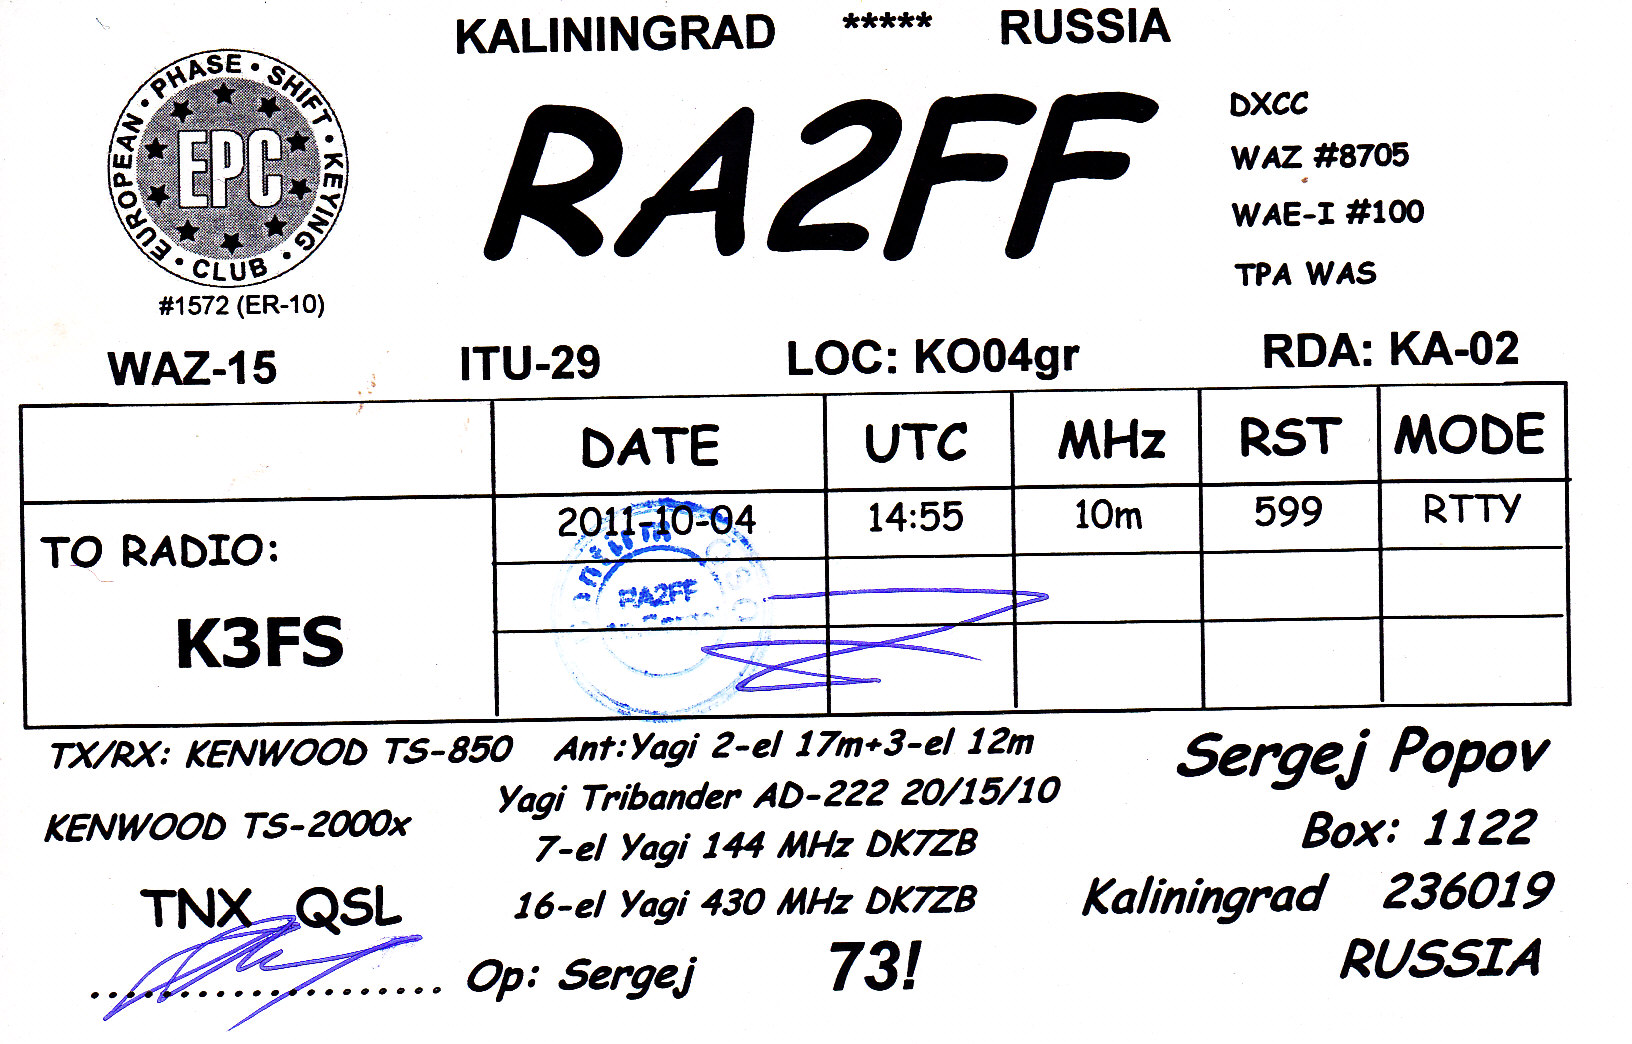 KALININGRAD ***** RUSSIA
EUROPEAN • PHASE • SHIFT • KEYING • CLUB •
EPC
#1572 (ER-10)
RA2FF
DXCC
WAZ #8705
WAE-I #100
TPA WAS
WAZ-15 ITU-29 LOC: KO04gr RDA: KA-02
DATE UTC MHz RST MODE
2011-10-04 14:55 10m 599 RTTY
TO RADIO:
K3FS
RA2FF
TX/RX: KENWOOD TS-850
KENWOOD TS-2000x
Ant:Yagi 2-el 17m+3-el 12m
Yagi Tribander AD-222 20/15/10
7-el Yagi 144 MHz DK7ZB
16-el Yagi 430 MHz DK7ZB
Sergej Popov
Box: 1122
Kaliningrad 236019
RUSSIA
TNX QSL
.................... Op: Sergej 73!